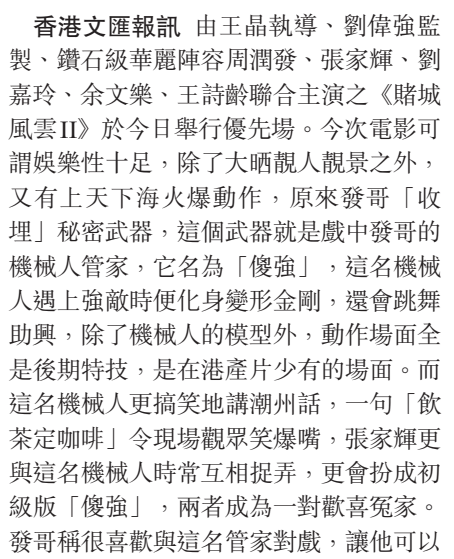 香港文匯報訊 由王晶執導、劉偉強監
製、鑽石級華麗陣容周潤發、張家輝、劉
嘉玲、余文樂、王詩齡聯合主演之《賭城
風雲II》於今日舉行優先場。今次電影可
謂娛樂性十足，除了大晒靚人靚景之外，
又有上天下海火爆動作，原來發哥「收
埋」秘密武器，這個武器就是戲中發哥的
機械人管家，它名為「傻強」，這名機械
人遇上強敵時便化身變形金剛，還會跳舞
助興，除了機械人的模型外，動作場面全
是後期特技，是在港產片少有的場面。而
這名機械人更搞笑地講潮州話，一句「飲
茶定咖啡」令現場觀眾笑爆嘴，張家輝更
與這名機械人時常互相捉弄，更會扮成初
級版「傻強」，兩者成為一對歡喜冤家。
發哥稱很喜歡與這名管家對戲，讓他可以